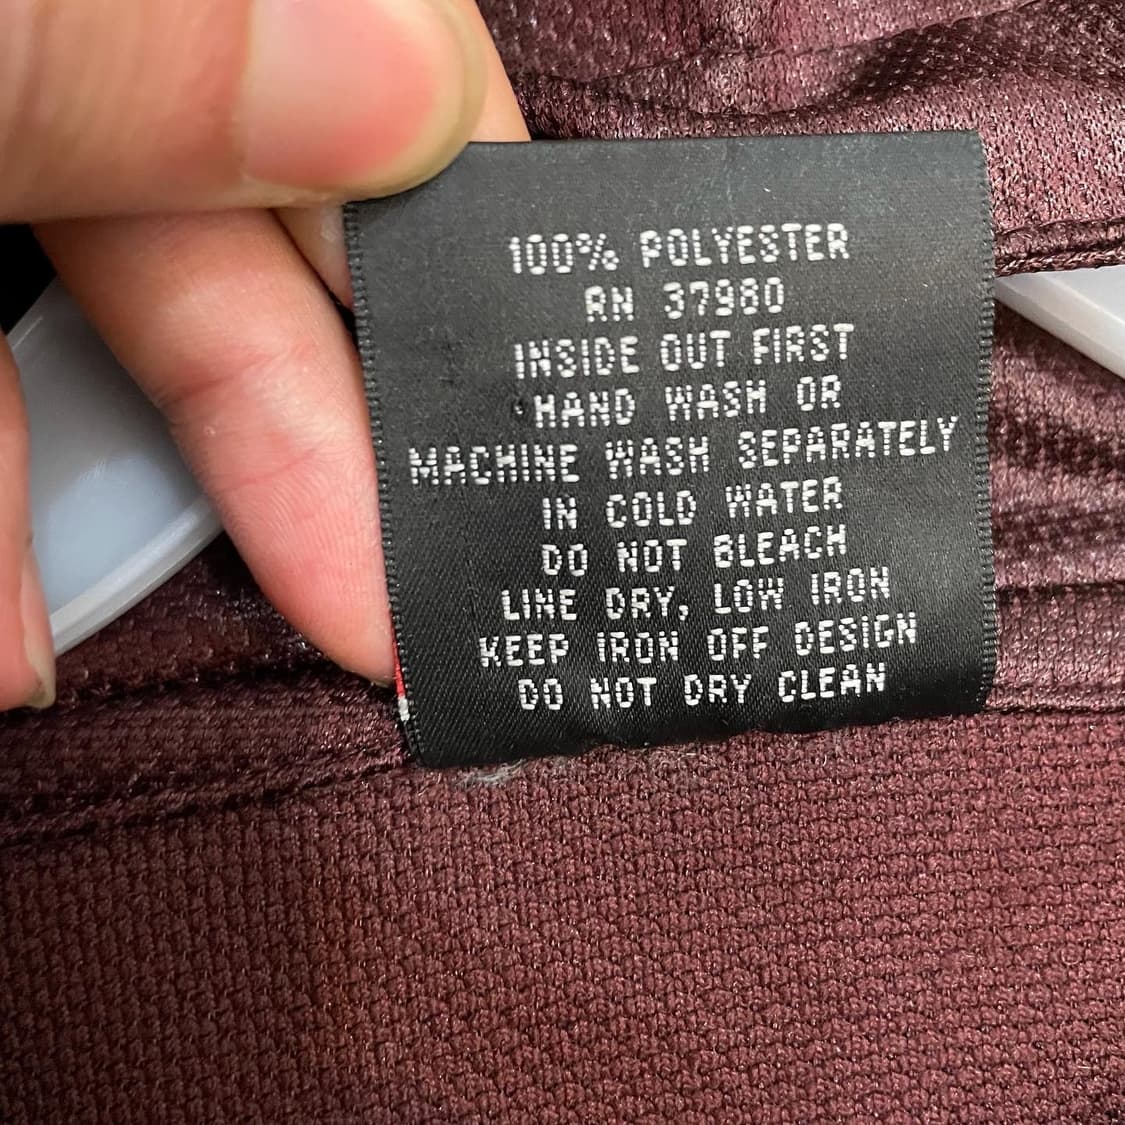 100% POLYESTER
RN 37980
INSIDE OUT FIRST
HAND WASH OR
MACHINE WASH SEPARATELY
IN COLD WATER
DO NOT BLEACH
LINE DRY, LOW IRON
KEEP IRON OFF DESIGN
DO NOT DRY CLEAN